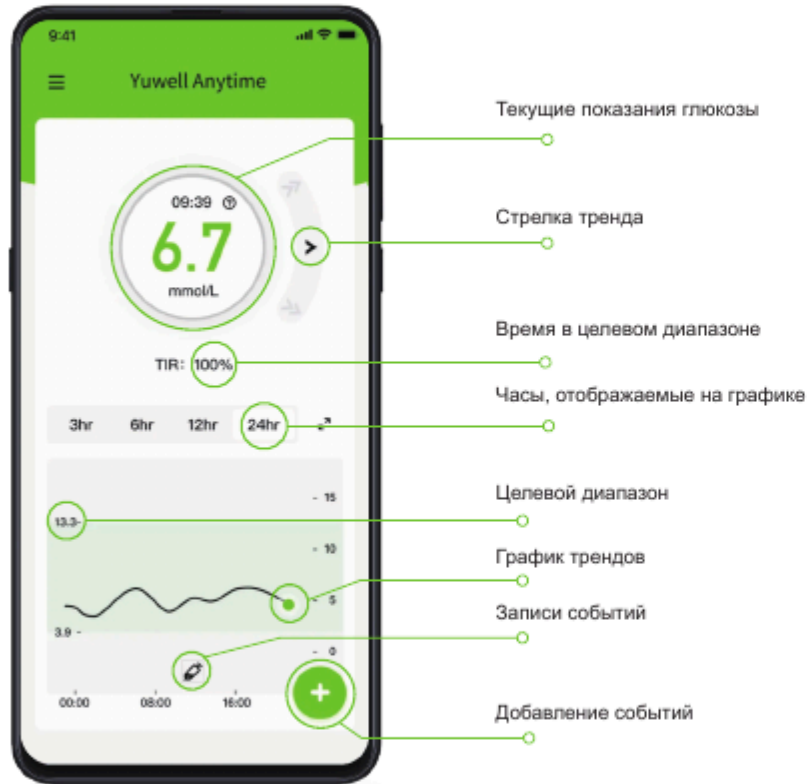 9:41
Yuwell Anytime
Текущие показания глюкозы
09:39
6.7
mmol/L
Стрелка тренда
TIR: 100%
Время в целевом диапазоне
Часы, отображаемые на графике
3hr 6hr 12hr 24hr
- 15
Целевой диапазон
13.3-
- 10
График трендов
- 5
Записи событий
3.9 -
- 0
00:00 08:00 16:00
+
Добавление событий